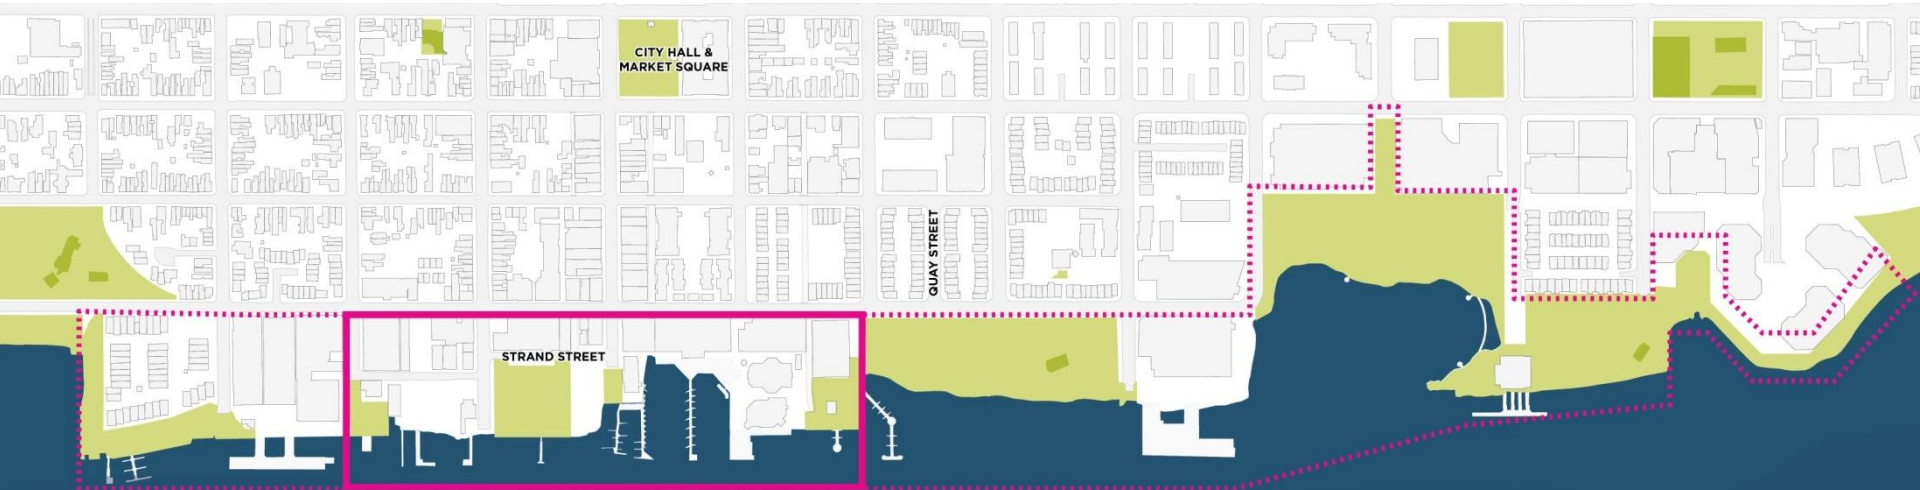 CITY HALL &
MARKET SQUARE
QUAY STREET
STRAND STREET